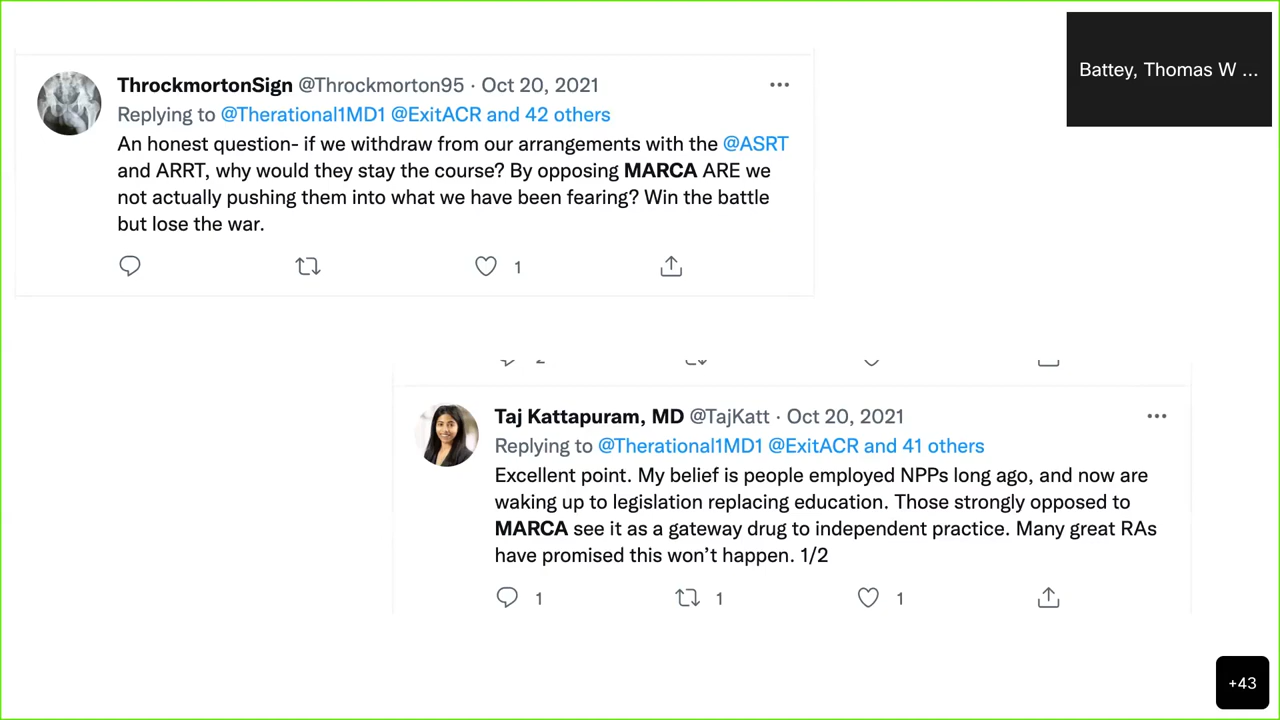 Battey, Thomas W ...
ThrockmortonSign @Throckmorton95 · Oct 20, 2021
Replying to @Therational1MD1 @ExitACR and 42 others
An honest question- if we withdraw from our arrangements with the @ASRT
and ARRT, why would they stay the course? By opposing MARCA ARE we
not actually pushing them into what we have been fearing? Win the battle
but lose the war.
1
Taj Kattapuram, MD @TajKatt · Oct 20, 2021
Replying to @Therational1MD1 @ExitACR and 41 others
Excellent point. My belief is people employed NPPs long ago, and now are
waking up to legislation replacing education. Those strongly opposed to
MARCA see it as a gateway drug to independent practice. Many great RAs
have promised this won’t happen. 1/2
1 1 1
+43